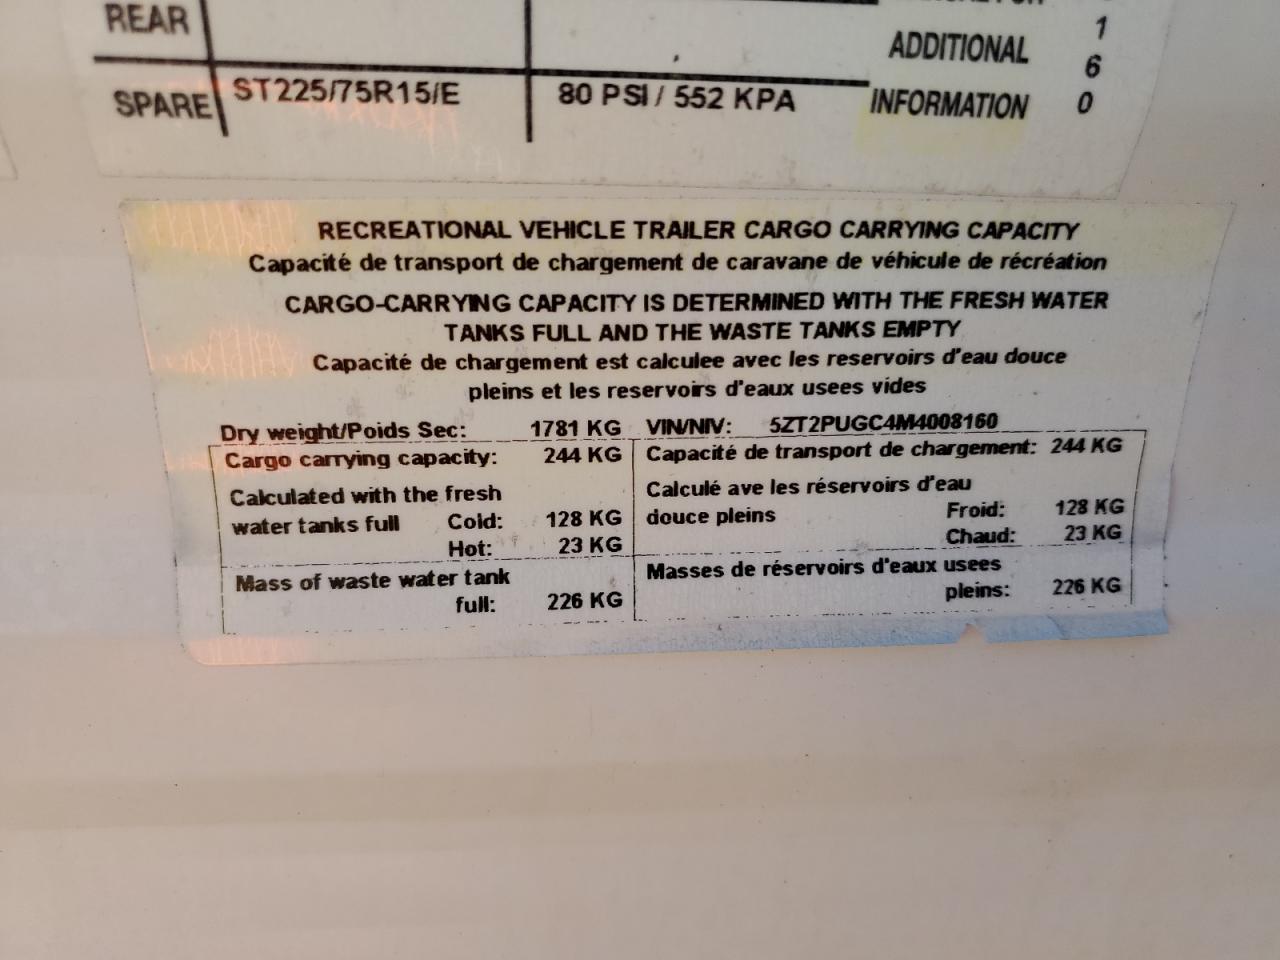 REAR
ADDITIONAL
1
6
SPARE ST225/75R15/E 80 PSI / 552 KPA INFORMATION 0
RECREATIONAL VEHICLE TRAILER CARGO CARRYING CAPACITY
Capacité de transport de chargement de caravane de véhicule de récréation
CARGO-CARRYING CAPACITY IS DETERMINED WITH THE FRESH WATER
TANKS FULL AND THE WASTE TANKS EMPTY
Capacité de chargement est calculee avec les reservoirs d'eau douce
pleins et les reservoirs d'eaux usees vides
Dry weight/Poids Sec: 1781 KG VIN/NIV: 5ZT2PUGC4M4008160
Cargo carrying capacity: 244 KG Capacité de transport de chargement: 244 KG
Calculated with the fresh Calculé ave les réservoirs d'eau
water tanks full Cold: 128 KG douce pleins Froid: 128 KG
Hot: 23 KG Chaud: 23 KG
Mass of waste water tank Masses de réservoirs d'eaux usees
full: 226 KG pleins: 226 KG